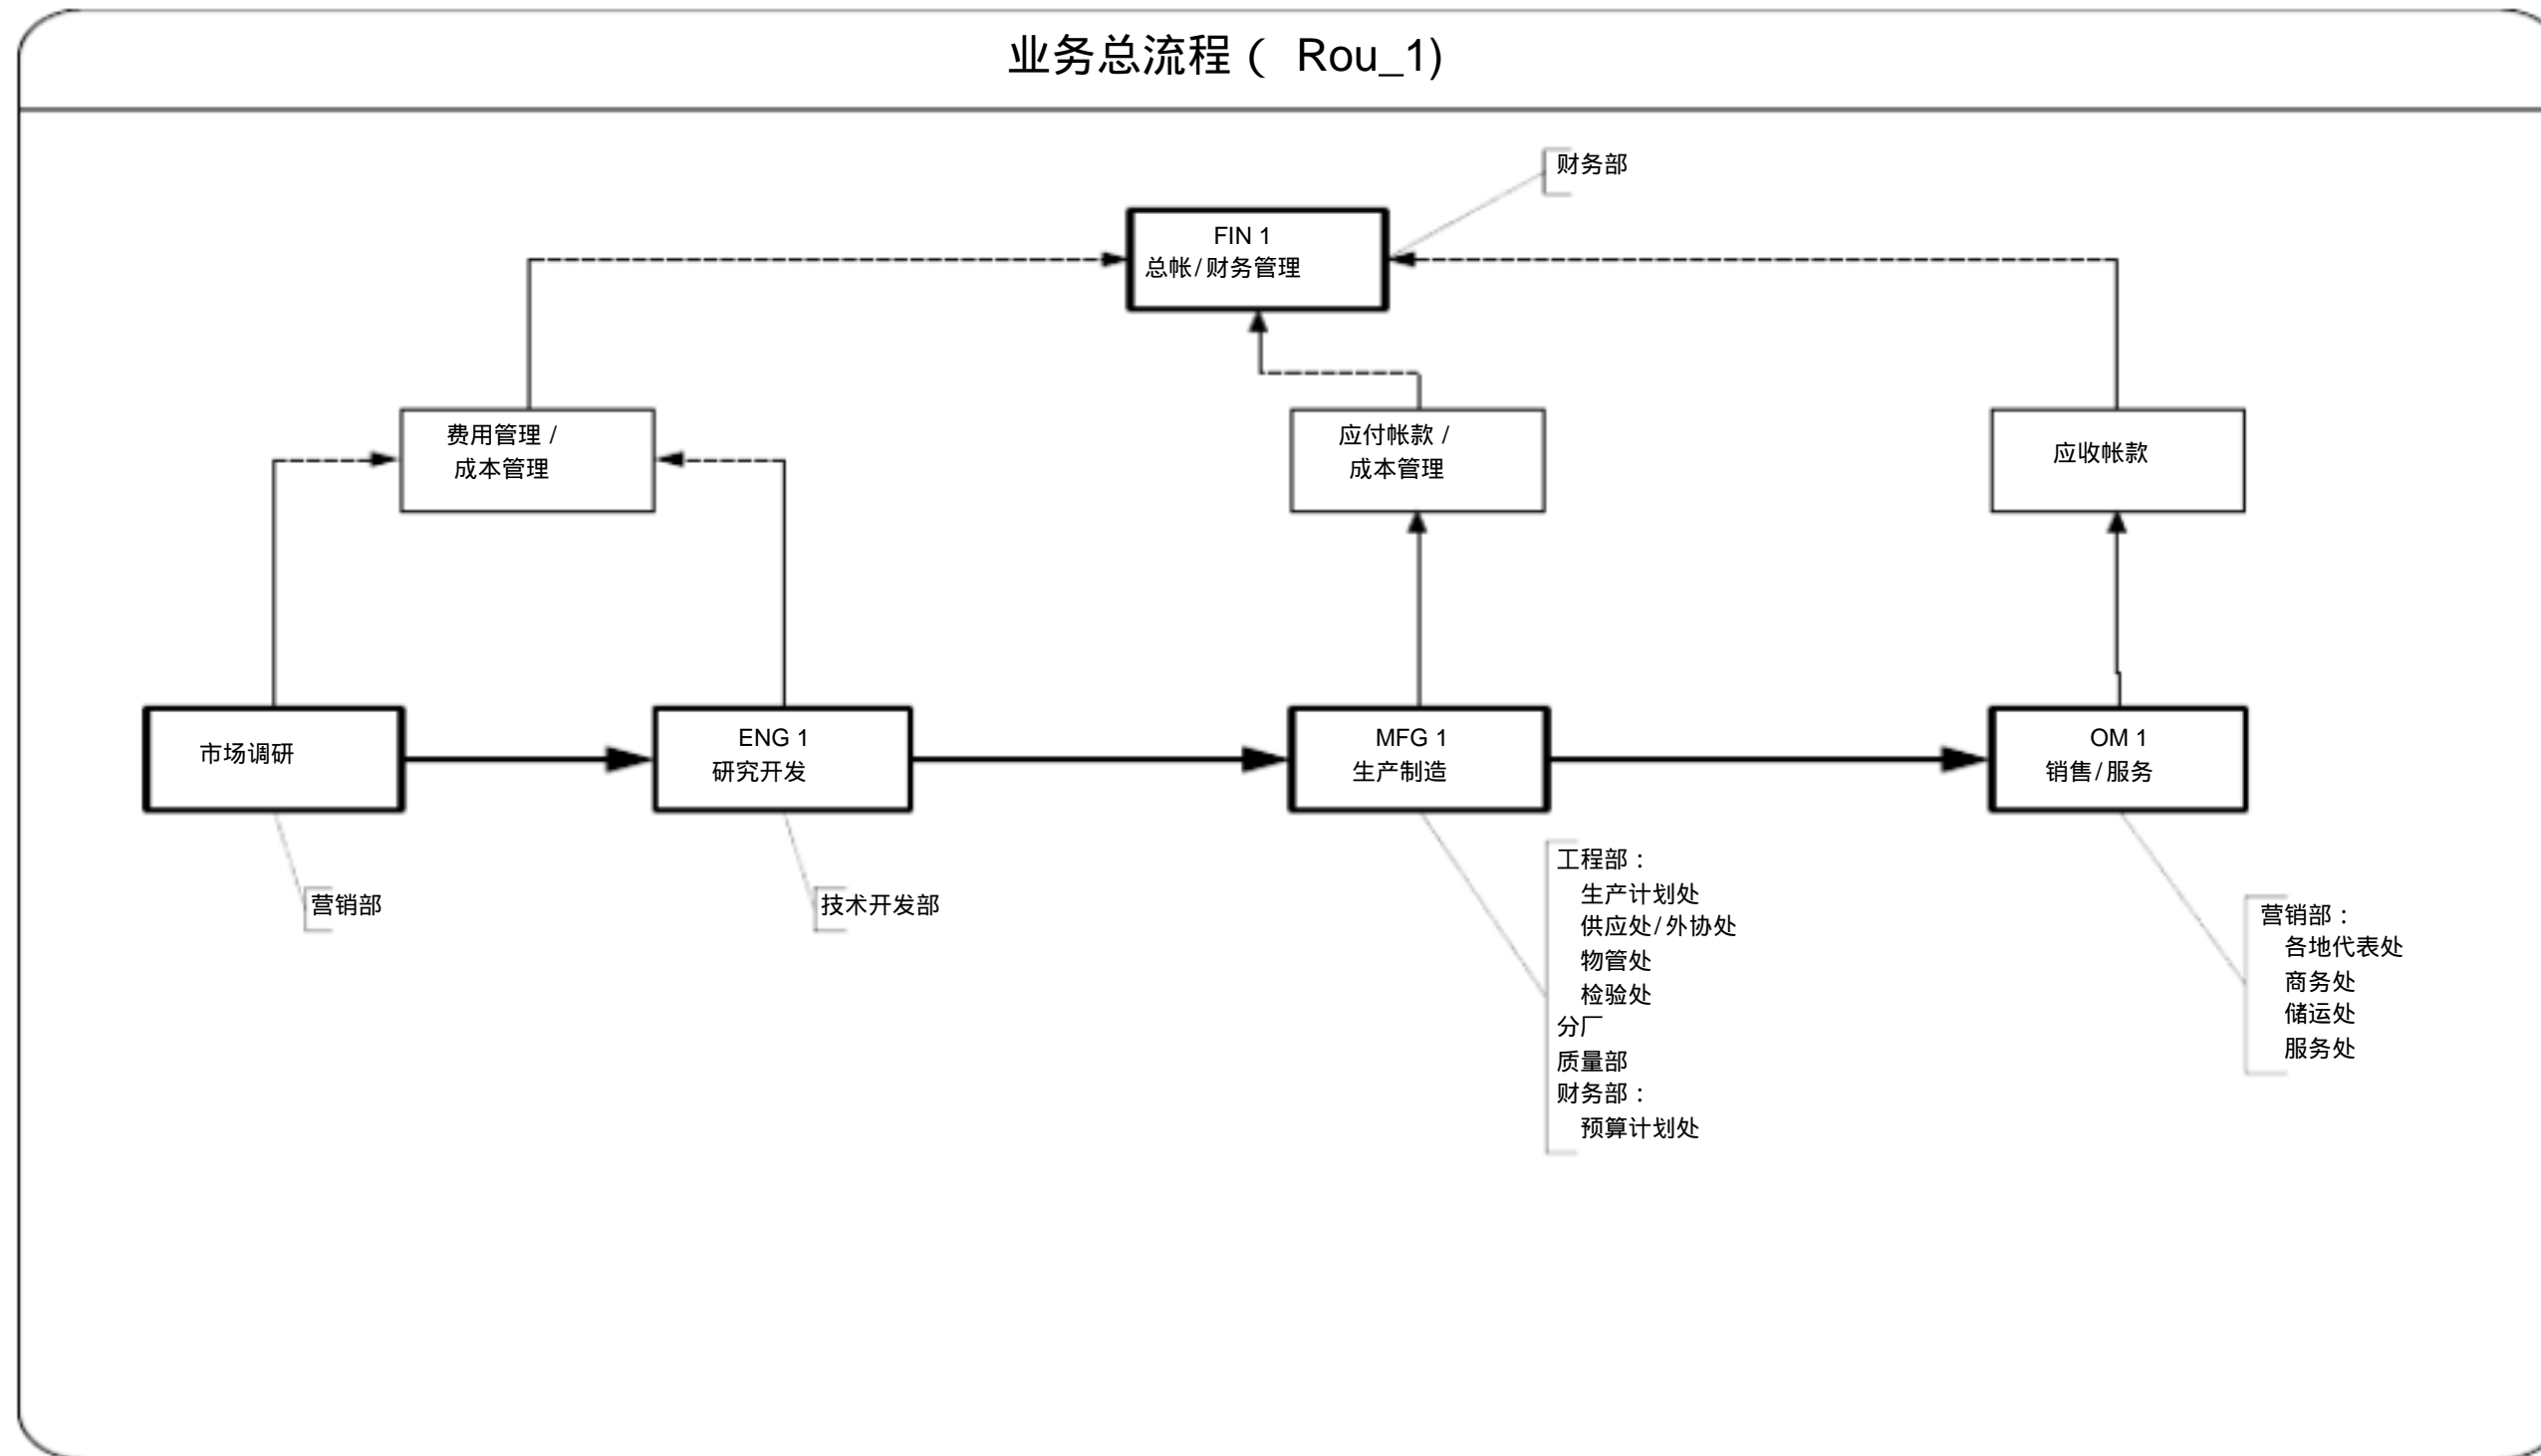 业务总流程( Rou_1)
财务部
FIN 1
总帐/财务管理
费用管理 /
成本管理
应付帐款 /
成本管理
应收帐款
市场调研
ENG 1
研究开发
MFG 1
生产制造
OM 1
销售/服务
营销部
技术开发部
工程部：
生产计划处
供应处/外协处
物管处
检验处
分厂
质量部
财务部：
预算计划处
营销部：
各地代表处
商务处
储运处
服务处